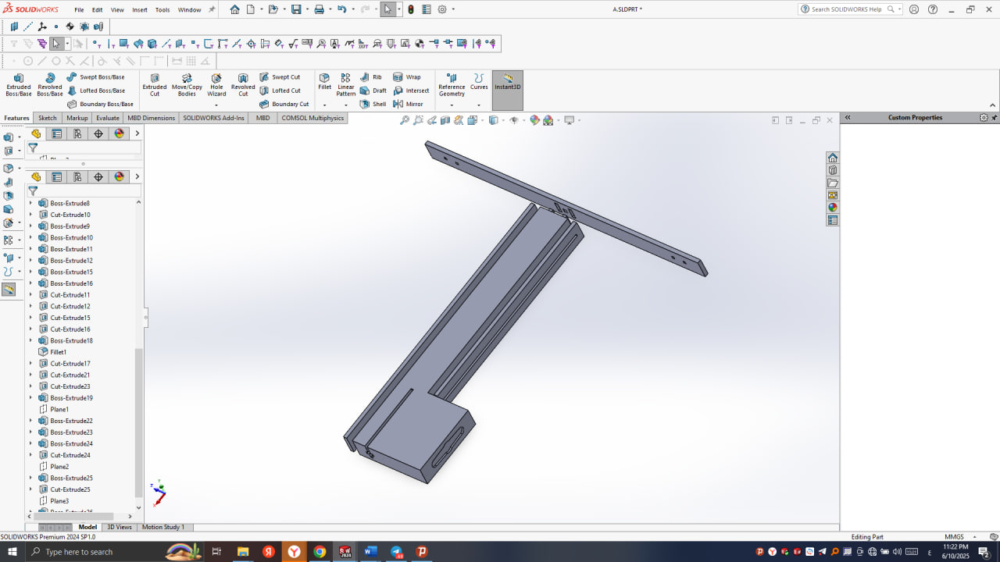 SOLIDWORKS
File Edit View Insert Tools Window
A.SLDPRT *
Search SOLIDWORKS Help
Extruded Boss/Base
Revolved Boss/Base
Swept Boss/Base
Lofted Boss/Base
Boundary Boss/Base
Extruded Cut
Move/Copy Bodies
Hole Wizard
Revolved Cut
Swept Cut
Lofted Cut
Boundary Cut
Fillet
Linear Pattern
Rib
Draft
Shell
Wrap
Intersect
Mirror
Reference Geometry
Curves
Instant3D
Features Sketch Markup Evaluate MBD Dimensions SOLIDWORKS Add-Ins MBD COMSOL Multiphysics
Custom Properties
Boss-Extrude8
Cut-Extrude10
Boss-Extrude9
Boss-Extrude10
Boss-Extrude11
Boss-Extrude12
Boss-Extrude15
Boss-Extrude16
Cut-Extrude11
Cut-Extrude12
Cut-Extrude15
Cut-Extrude16
Boss-Extrude18
Fillet1
Cut-Extrude17
Cut-Extrude21
Cut-Extrude23
Boss-Extrude19
Plane1
Boss-Extrude22
Boss-Extrude23
Boss-Extrude24
Cut-Extrude24
Plane2
Boss-Extrude25
Cut-Extrude25
Plane3
Model 3D Views Motion Study 1
SOLIDWORKS Premium 2024 SP1.0
Editing Part
MMGS
Type here to search
11:22 PM
6/10/2025